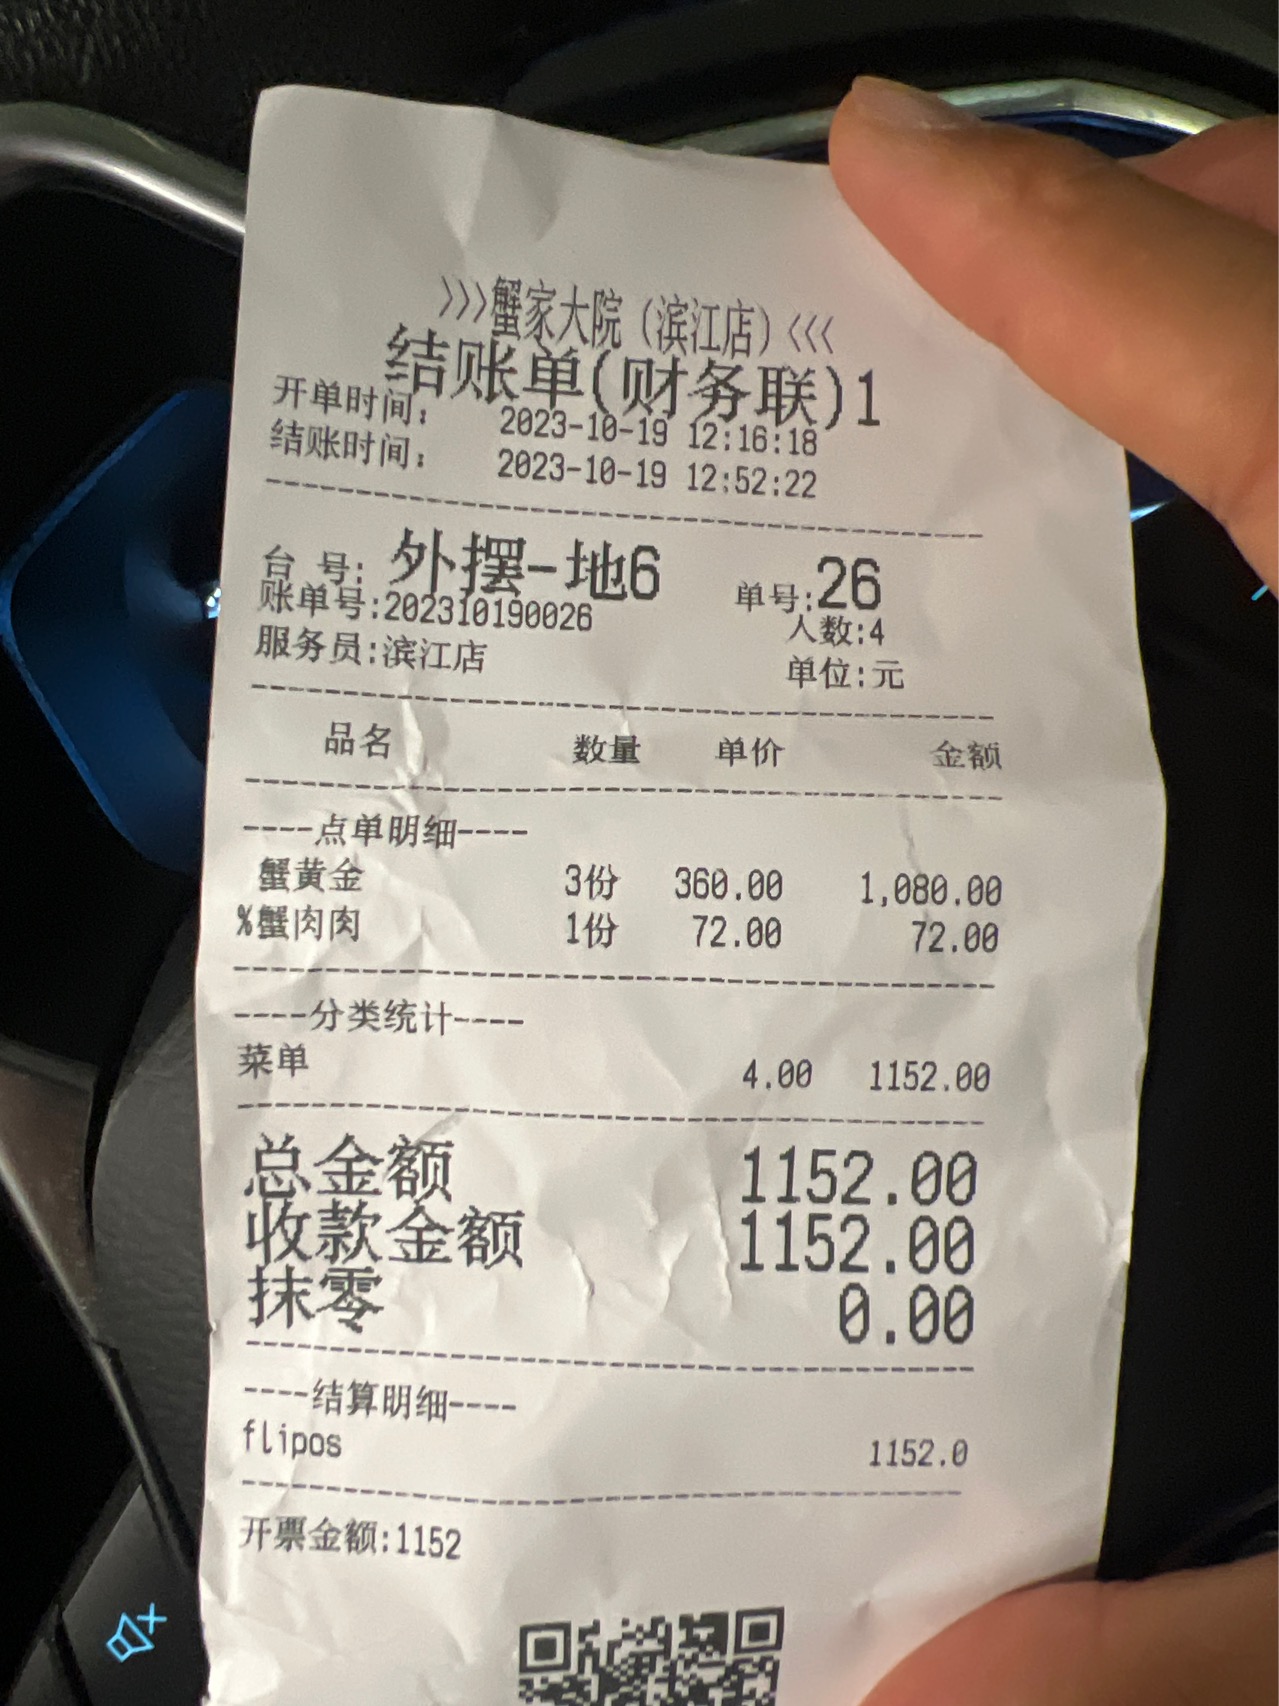 >>>蟹家大院（滨江店）<<<
结账单(财务联)1
开单时间： 2023-10-19 12:16:18
结账时间： 2023-10-19 12:52:22
台 号: 外摆-地6 单号:26
账单号:202310190026 人数:4
服务员:滨江店 单位:元
品名 数量 单价 金额
----点单明细----
蟹黄金 3份 360.00 1,080.00
%蟹肉肉 1份 72.00 72.00
----分类统计----
菜单 4.00 1152.00
总金额 1152.00
收款金额 1152.00
抹零 0.00
----结算明细----
flipos 1152.0
开票金额:1152